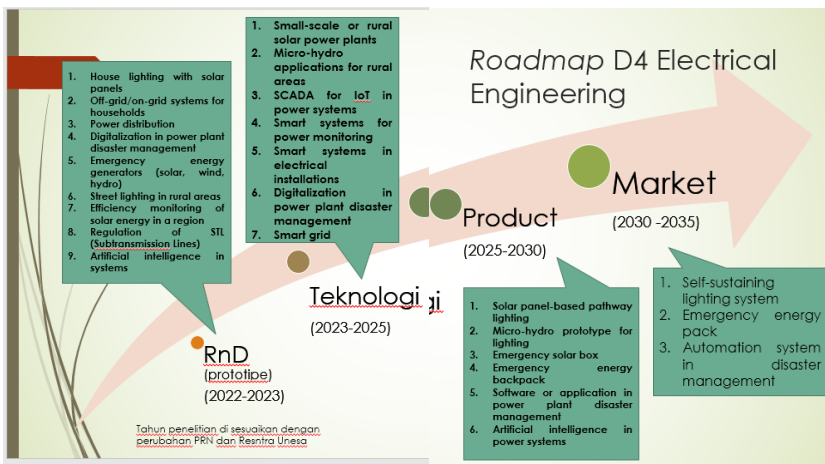 Roadmap D4 Electrical
Engineering
1. House lighting with solar
panels
2. Off-grid/on-grid systems for
households
3. Power distribution
4. Digitalization in power plant
disaster management
5. Emergency energy
generators (solar, wind,
hydro)
6. Street lighting in rural areas
7. Efficiency monitoring of
solar energy in a region
8. Regulation of STL
(Subtransmission Lines)
9. Artificial intelligence in
systems
RnD
(prototipe)
(2022-2023)
1. Small-scale or rural
solar power plants
2. Micro-hydro
applications for rural
areas
3. SCADA for IoT in
power systems
4. Smart systems for
power monitoring
5. Smart systems in
electrical
installations
6. Digitalization in
power plant disaster
management
7. Smart grid
Teknologi
gi
(2023-2025)
Product
(2025-2030)
1. Solar panel-based pathway
lighting
2. Micro-hydro prototype for
lighting
3. Emergency solar box
4. Emergency energy
backpack
5. Software or application in
power plant disaster
management
6. Artificial intelligence in
power systems
Market
(2030 -2035)
1. Self-sustaining
lighting system
2. Emergency energy
pack
3. Automation system
in disaster
management
Tahun penelitian di sesuaikan dengan
perubahan PRN dan Resntra Unesa